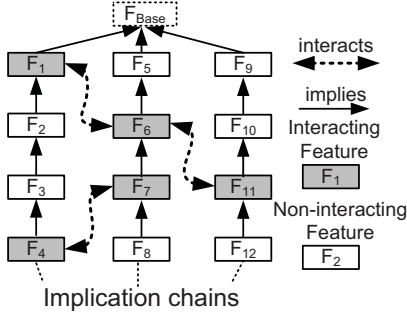 F_Base
F_1 F_5 F_9
F_2 F_6 F_10
F_3 F_7 F_11
F_4 F_8 F_12
Implication chains
interacts
implies
Interacting
Feature
F_1
Non-interacting
Feature
F_2